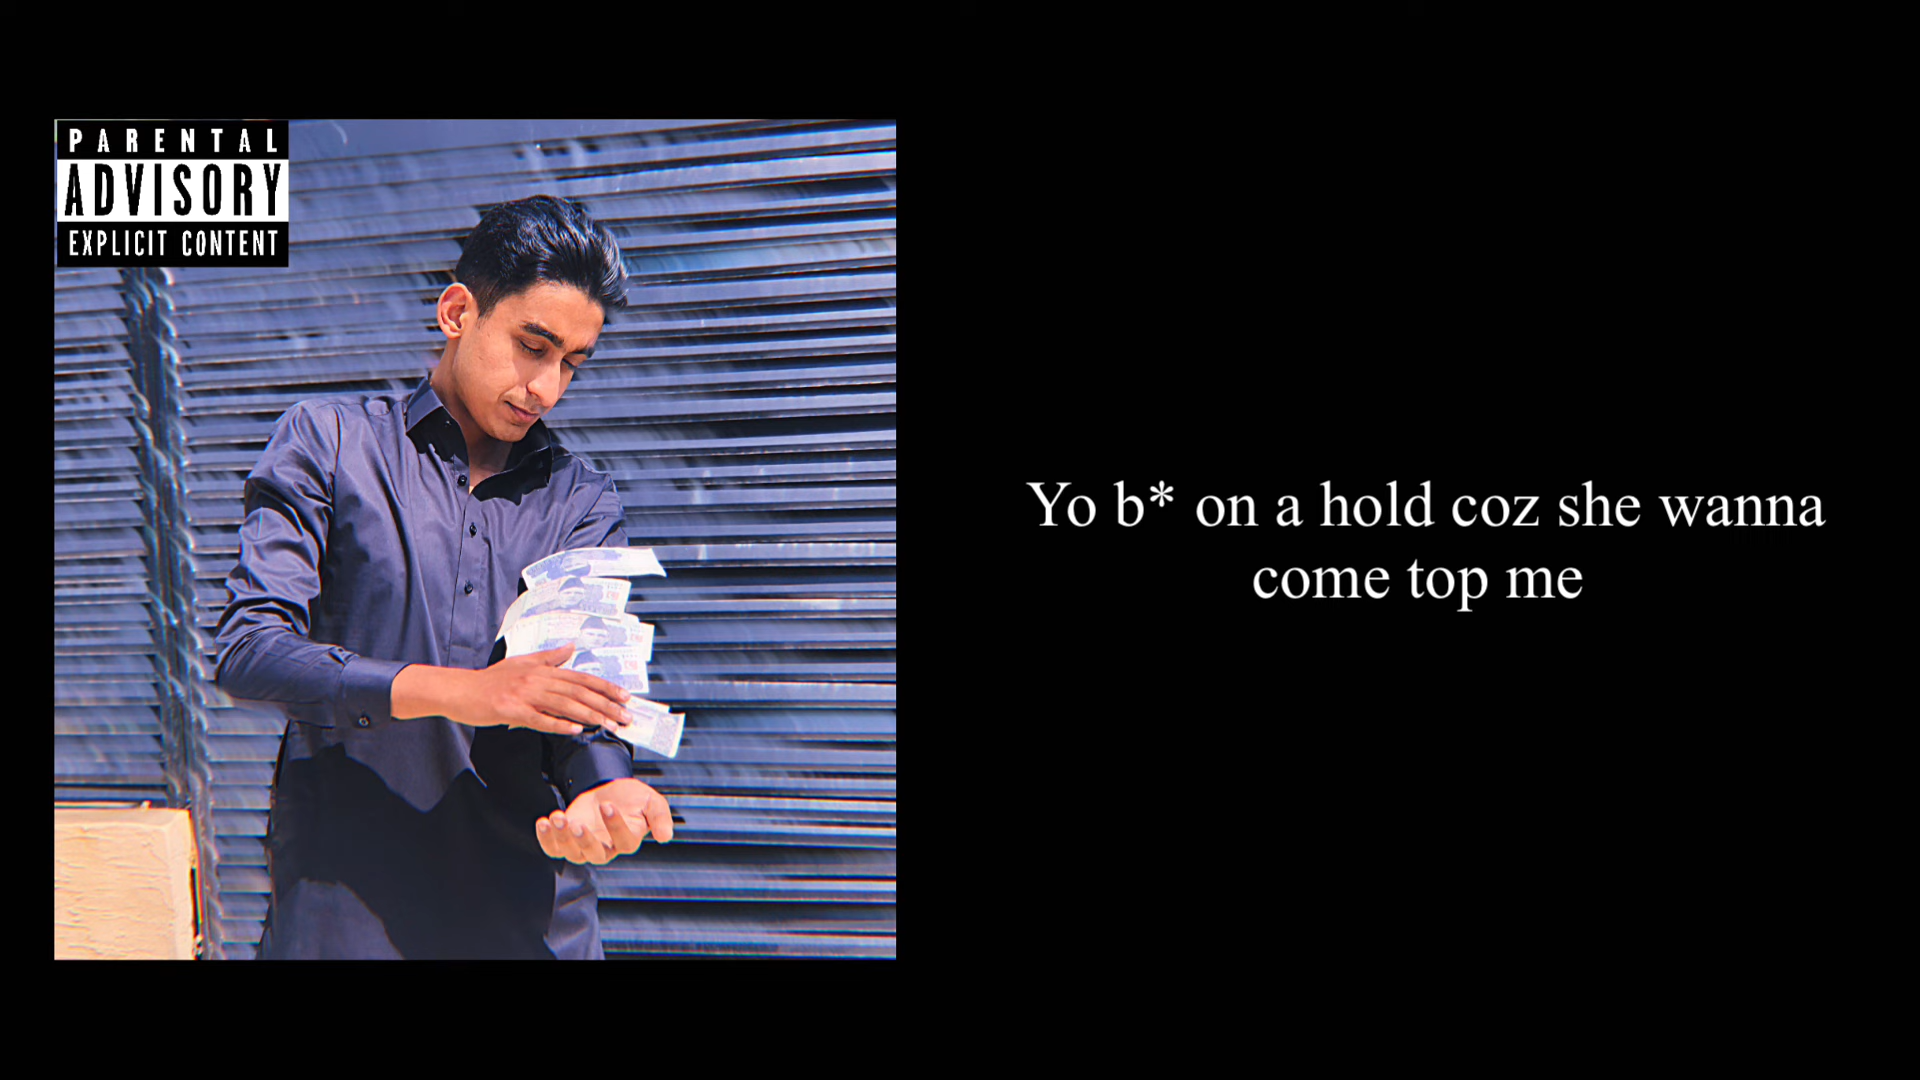 PARENTAL
ADVISORY
EXPLICIT CONTENT
Yo b* on a hold coz she wanna
come top me